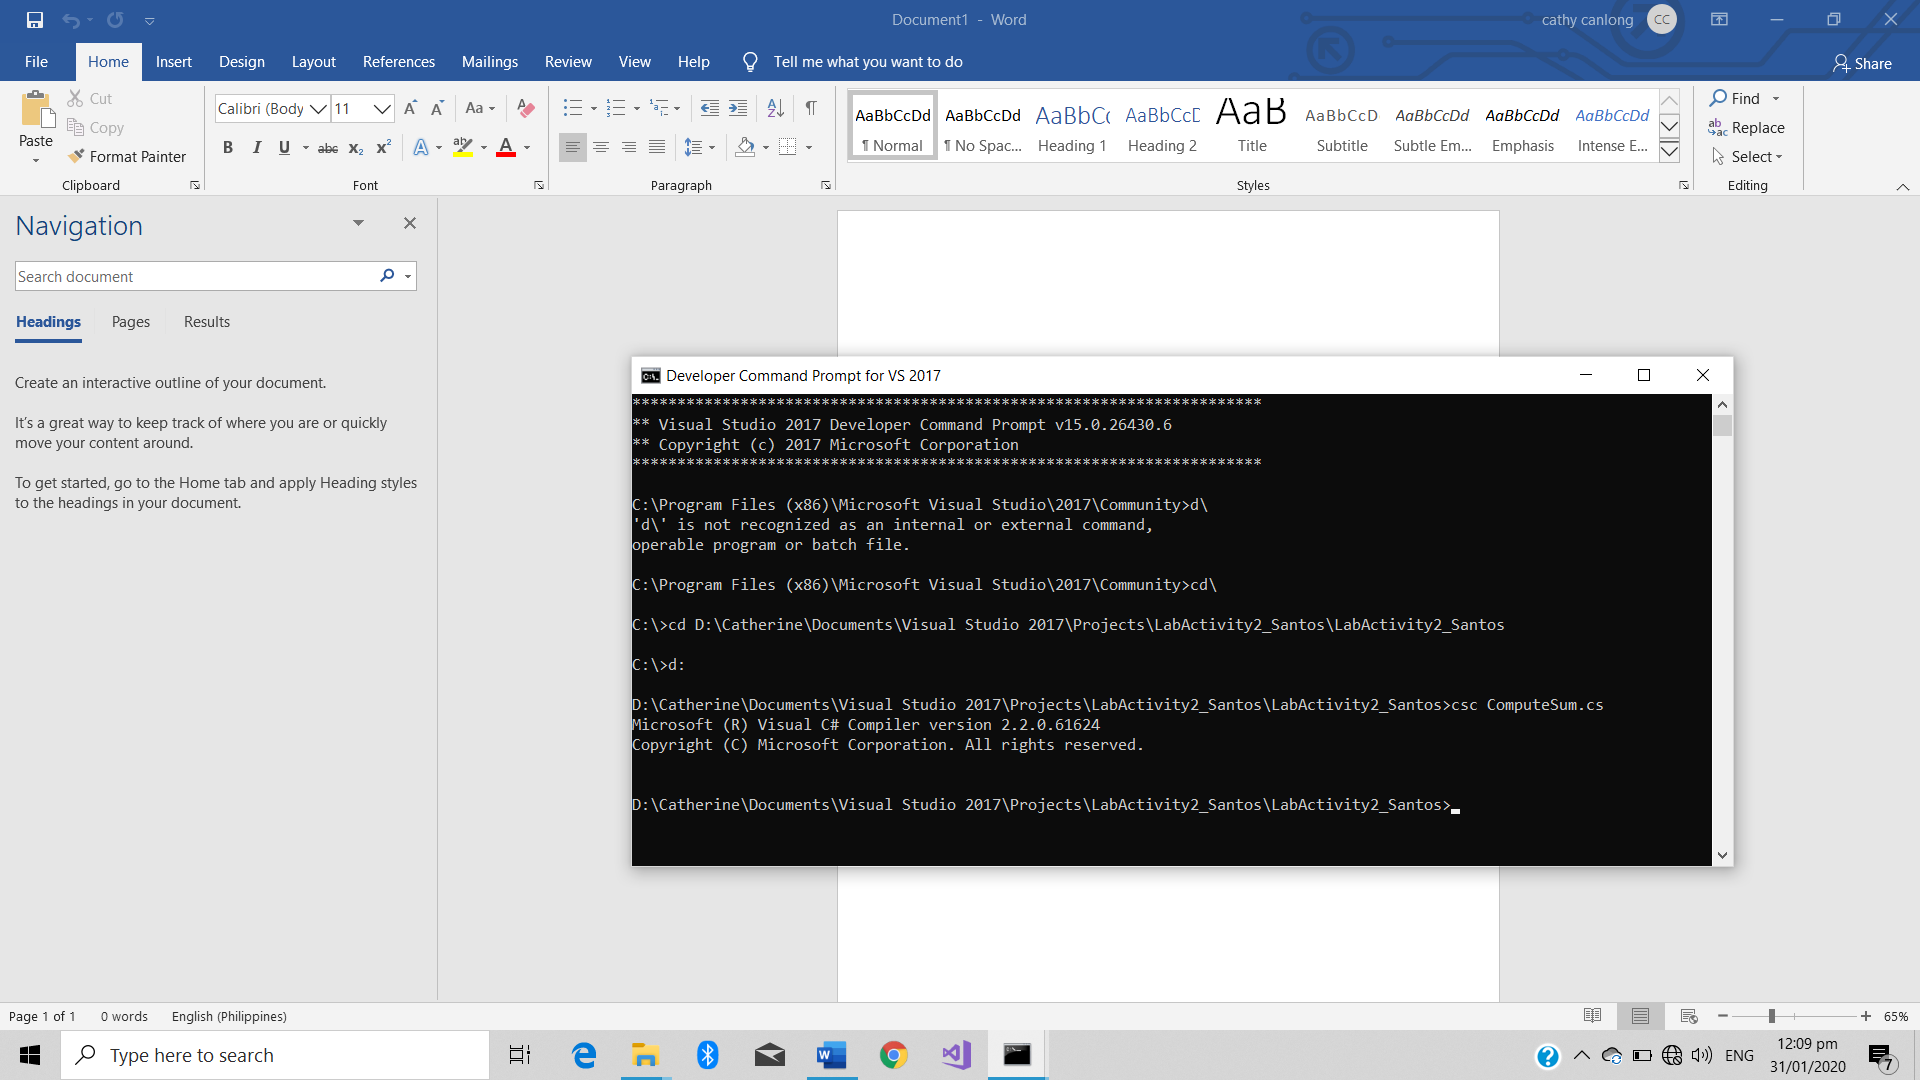 Document1 - Word
cathy canlong
CC
File
Home
Insert
Design
Layout
References
Mailings
Review
View
Help
Tell me what you want to do
Share
Paste
Cut
Copy
Format Painter
Clipboard
Calibri (Body
11
Aa
B I U abc x₂ x²
A
ab
A
Font
Paragraph
AaBbCcDd
¶ Normal
AaBbCcDd
¶ No Spac...
AaBbCc
Heading 1
AaBbCcD
Heading 2
AaB
Title
AaBbCcD
Subtitle
AaBbCcDd
Subtle Em...
AaBbCcDd
Emphasis
AaBbCcDd
Intense E...
Styles
Find
Replace
Select
Editing
Navigation
Search document
Headings
Pages
Results
Create an interactive outline of your document.
It's a great way to keep track of where you are or quickly
move your content around.
To get started, go to the Home tab and apply Heading styles
to the headings in your document.
Developer Command Prompt for VS 2017
**********************************************************************
** Visual Studio 2017 Developer Command Prompt v15.0.26430.6
** Copyright (c) 2017 Microsoft Corporation
**********************************************************************
C:\Program Files (x86)\Microsoft Visual Studio\2017\Community>d\
'd\' is not recognized as an internal or external command,
operable program or batch file.
C:\Program Files (x86)\Microsoft Visual Studio\2017\Community>cd\
C:\>cd D:\Catherine\Documents\Visual Studio 2017\Projects\LabActivity2_Santos\LabActivity2_Santos
C:\>d:
D:\Catherine\Documents\Visual Studio 2017\Projects\LabActivity2_Santos\LabActivity2_Santos>csc ComputeSum.cs
Microsoft (R) Visual C# Compiler version 2.2.0.61624
Copyright (C) Microsoft Corporation. All rights reserved.
D:\Catherine\Documents\Visual Studio 2017\Projects\LabActivity2_Santos\LabActivity2_Santos>
Page 1 of 1
0 words
English (Philippines)
65%
Type here to search
ENG
12:09 pm
31/01/2020
7